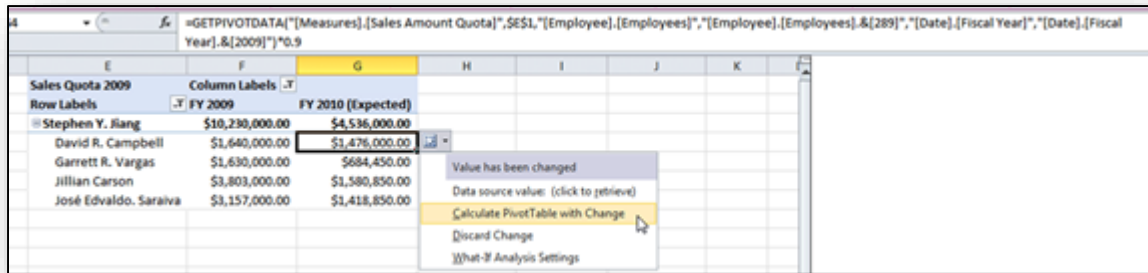 fx =GETPIVOTDATA("[Measures].[Sales Amount Quota]",$E$1,"[Employee].[Employees]","[Employee].[Employees].&[289]","[Date].[Fiscal Year]","[Date].[Fiscal
Year].&[2009]")*0.9
E F G H I J K
Sales Quota 2009 Column Labels
Row Labels FY 2009 FY 2010 (Expected)
Stephen Y. Jiang $10,230,000.00 $4,536,000.00
David R. Campbell $1,640,000.00 $1,476,000.00
Garrett R. Vargas $1,630,000.00 $684,450.00
Jillian Carson $3,803,000.00 $1,580,850.00
José Edvaldo. Saraiva $3,157,000.00 $1,418,850.00
Value has been changed
Data source value: (click to retrieve)
Calculate PivotTable with Change
Discard Change
What-If Analysis Settings